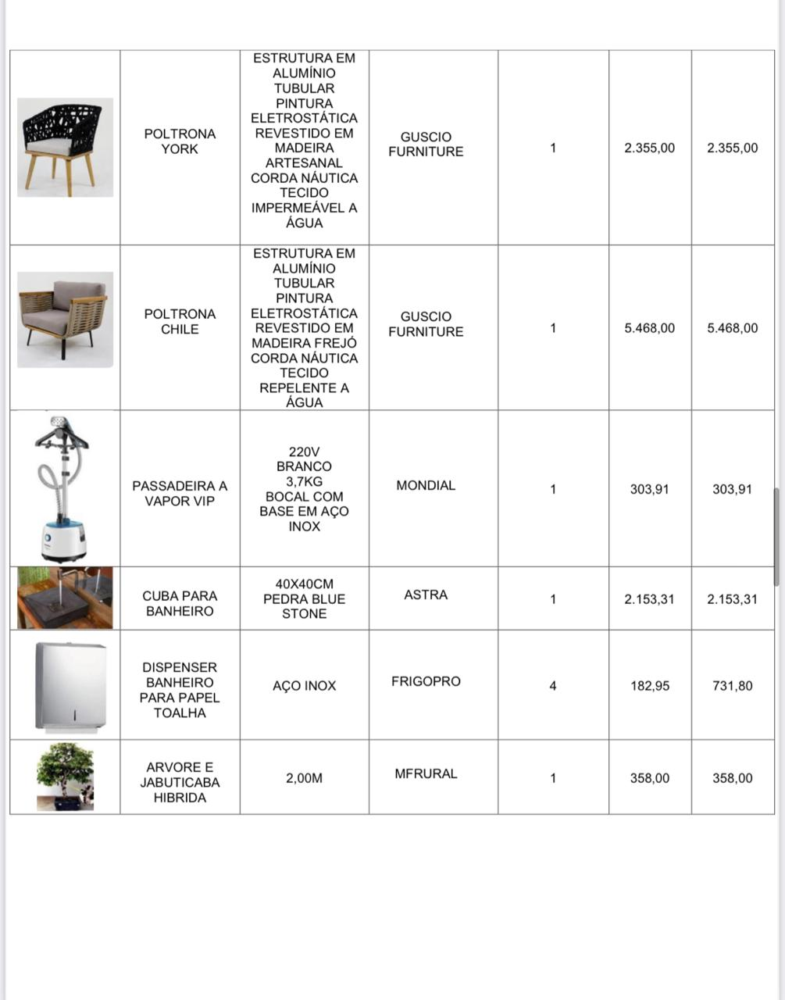 ESTRUTURA EM
ALUMÍNIO
TUBULAR
PINTURA
ELETROSTÁTICA
REVESTIDO EM
MADEIRA
ARTESANAL
CORDA NÁUTICA
TECIDO
IMPERMEÁVEL A
ÁGUA
POLTRONA
YORK
GUSCIO
FURNITURE
1
2.355,00
2.355,00
ESTRUTURA EM
ALUMÍNIO
TUBULAR
PINTURA
ELETROSTÁTICA
REVESTIDO EM
MADEIRA FREJÓ
CORDA NÁUTICA
TECIDO
REPELENTE A
ÁGUA
POLTRONA
CHILE
GUSCIO
FURNITURE
1
5.468,00
5.468,00
PASSADEIRA A
VAPOR VIP
220V
BRANCO
3,7KG
BOCAL COM
BASE EM AÇO
INOX
MONDIAL
1
303,91
303,91
CUBA PARA
BANHEIRO
40X40CM
PEDRA BLUE
STONE
ASTRA
1
2.153,31
2.153,31
DISPENSER
BANHEIRO
PARA PAPEL
TOALHA
AÇO INOX
FRIGOPRO
4
182,95
731,80
ARVORE E
JABUTICABA
HIBRIDA
2,00M
MFRURAL
1
358,00
358,00